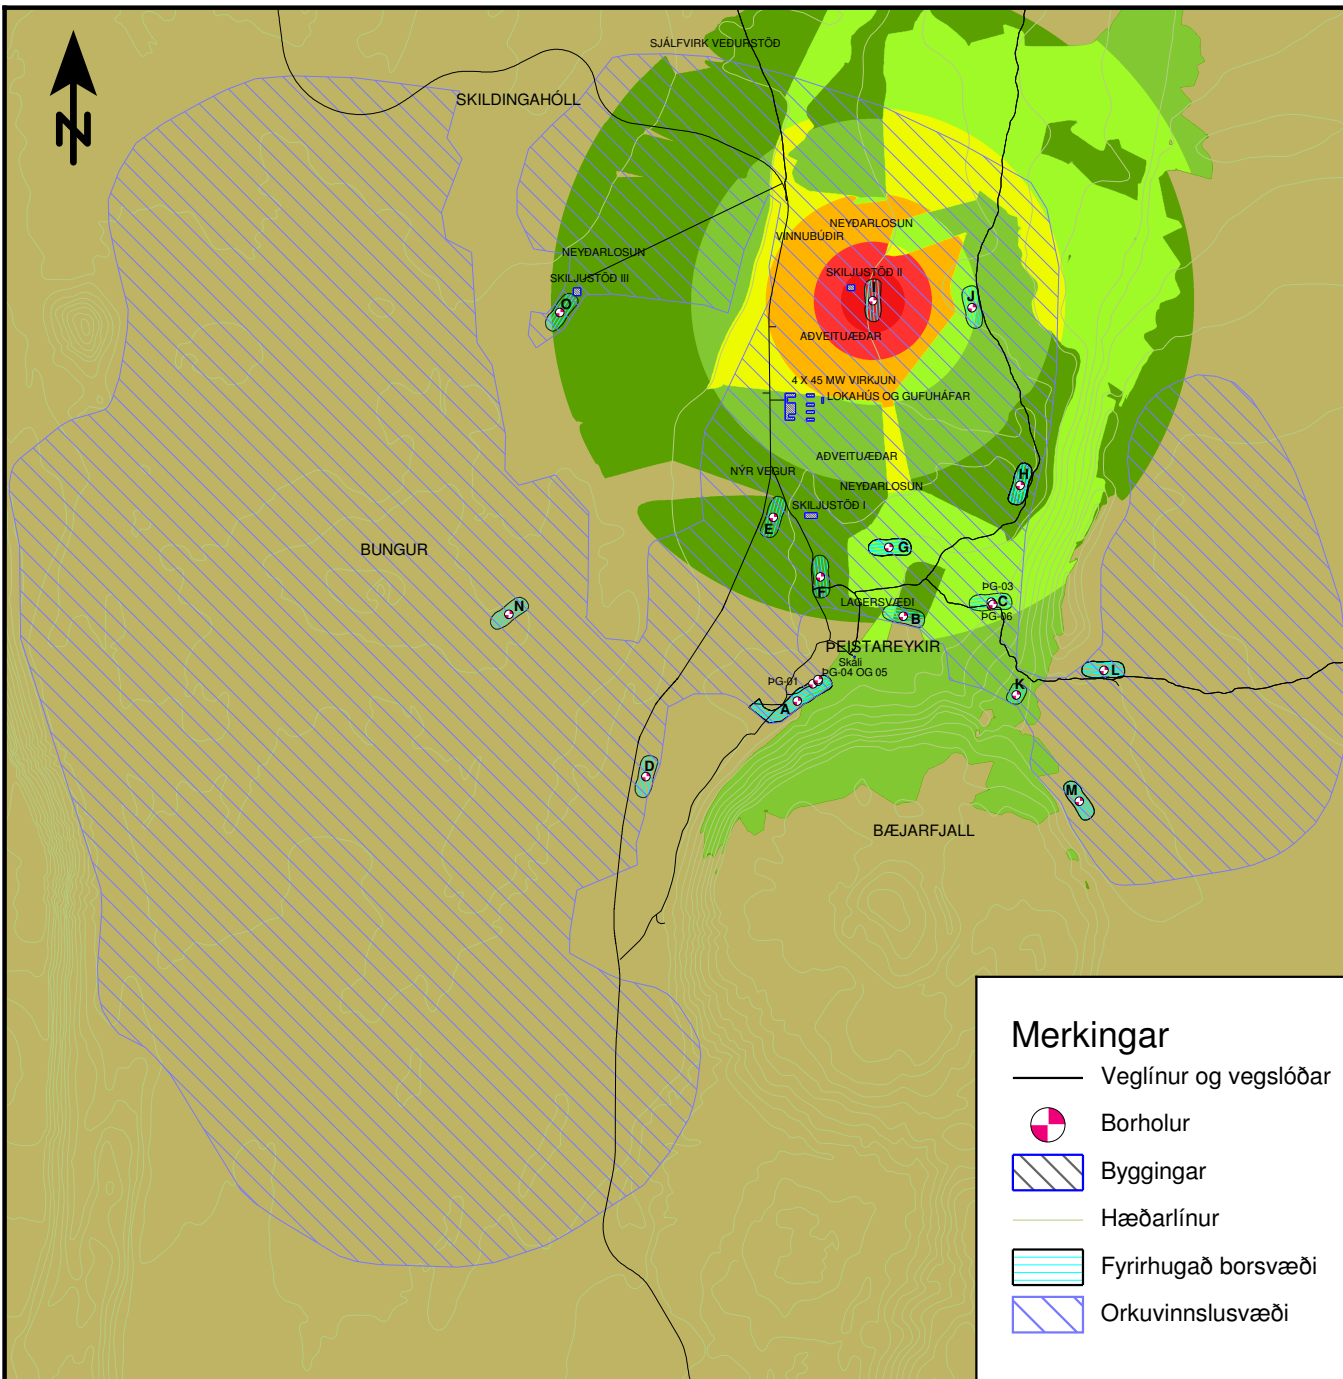 SJÁLFVIRK VEÐURSTÖÐ
SKILDINGAHÓLL
N
NEYÐARLOSUN
VINNUBÚÐIR
NEYÐARLOSUN
SKILJUSTÖÐ II
SKILJUSTÖÐ III
I
J
O
AÐVEITUÆÐAR
4 X 45 MW VIRKJUN
LOKAHÚS OG GUFUHÁFAR
AÐVEITUÆÐAR
NÝR VEGUR
H
NEYÐARLOSUN
SKILJUSTÖÐ I
E
BUNGUR
G
F
ÞG-03
C
LAGERSVÆÐI
ÞG-06
N
B
ÞEISTAREYKIR
Skáli
ÞG-04 OG 05
ÞG-01
L
K
A
D
M
BÆJARFJALL
Merkingar
Veglínur og vegslóðar
Borholur
Byggingar
Hæðarlínur
Fyrirhugað borsvæði
Orkuvinnslusvæði